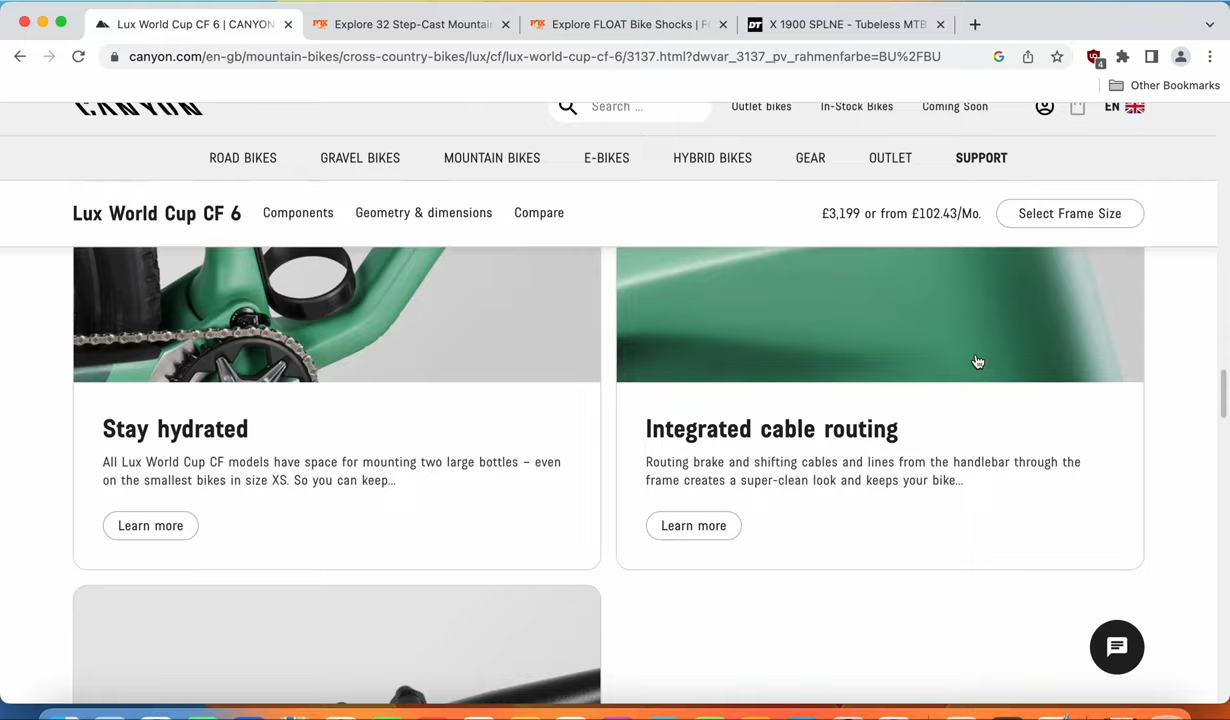 Lux World Cup CF 6 | CANYON
Explore 32 Step-Cast Mountain
Explore FLOAT Bike Shocks | F
X 1900 SPLNE - Tubeless MTB
canyon.com/en-gb/mountain-bikes/cross-country-bikes/lux/cf/lux-world-cup-cf-6/3137.html?dwvar_3137_pv_rahmenfarbe=BU%2FBU
4
Other Bookmarks
CANYON
Search ...
Outlet bikes
In-Stock Bikes
Coming Soon
EN
ROAD BIKES
GRAVEL BIKES
MOUNTAIN BIKES
E-BIKES
HYBRID BIKES
GEAR
OUTLET
SUPPORT
Lux World Cup CF 6
Components
Geometry & dimensions
Compare
£3,199 or from £102.43/Mo.
Select Frame Size
Stay hydrated
All Lux World Cup CF models have space for mounting two large bottles – even
on the smallest bikes in size XS. So you can keep...
Learn more
Integrated cable routing
Routing brake and shifting cables and lines from the handlebar through the
frame creates a super-clean look and keeps your bike...
Learn more